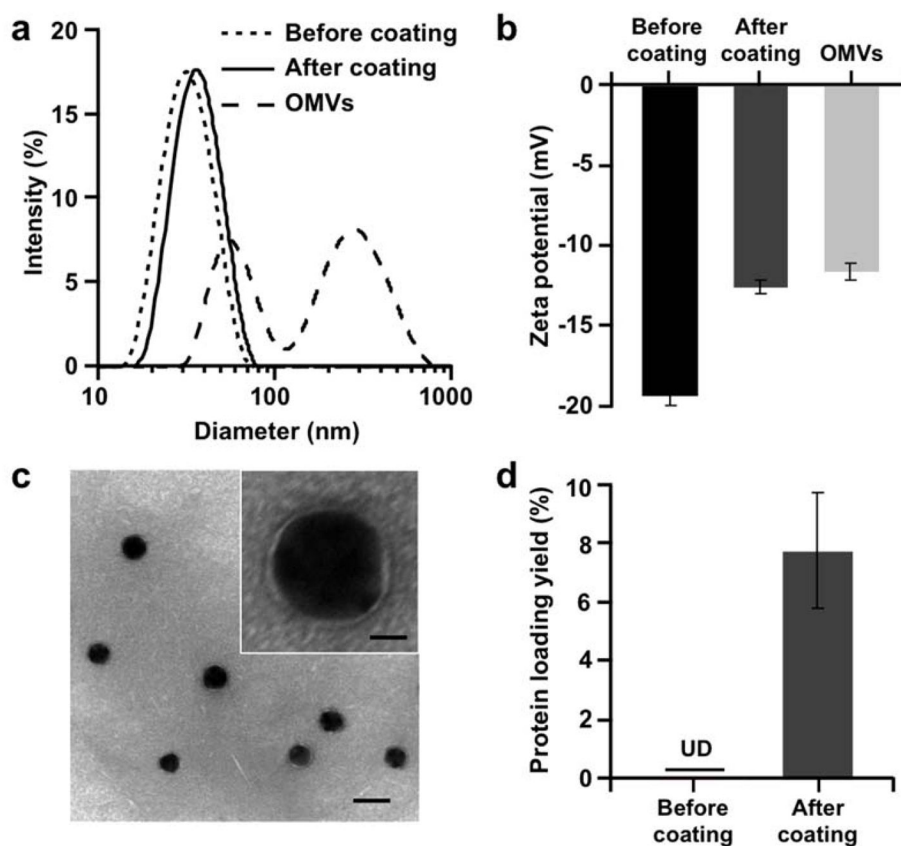 a
20
15
10
5
0
Intensity (%)
Before coating
After coating
OMVs
10
100
1000
Diameter (nm)
b
Before
coating
After
coating
OMVs
0
-5
-10
-15
-20
Zeta potential (mV)
c
d
10
8
6
4
2
0
Protein loading yield (%)
UD
Before
coating
After
coating